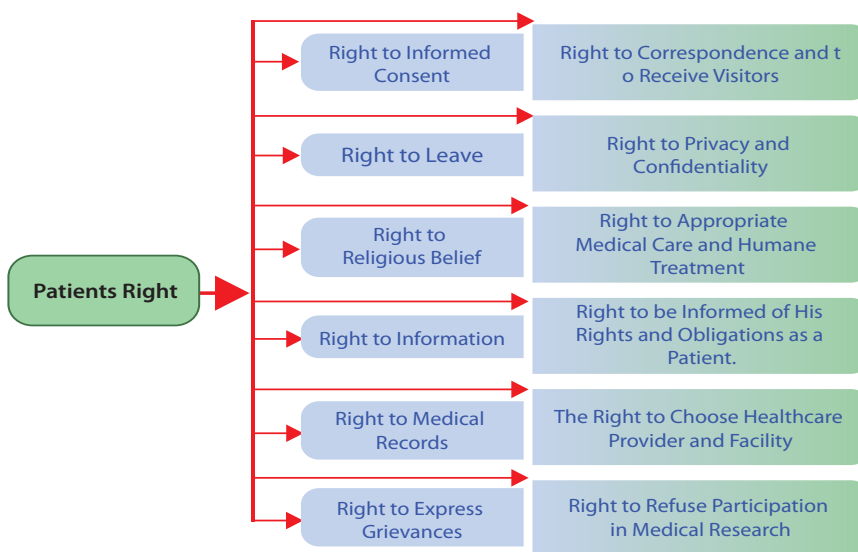 Patients Right
Right to Informed
Consent
Right to Correspondence and t
o Receive Visitors
Right to Leave
Right to Privacy and
Confidentiality
Right to
Religious Belief
Right to Appropriate
Medical Care and Humane
Treatment
Right to Information
Right to be Informed of His
Rights and Obligations as a
Patient.
Right to Medical
Records
The Right to Choose Healthcare
Provider and Facility
Right to Express
Grievances
Right to Refuse Participation
in Medical Research